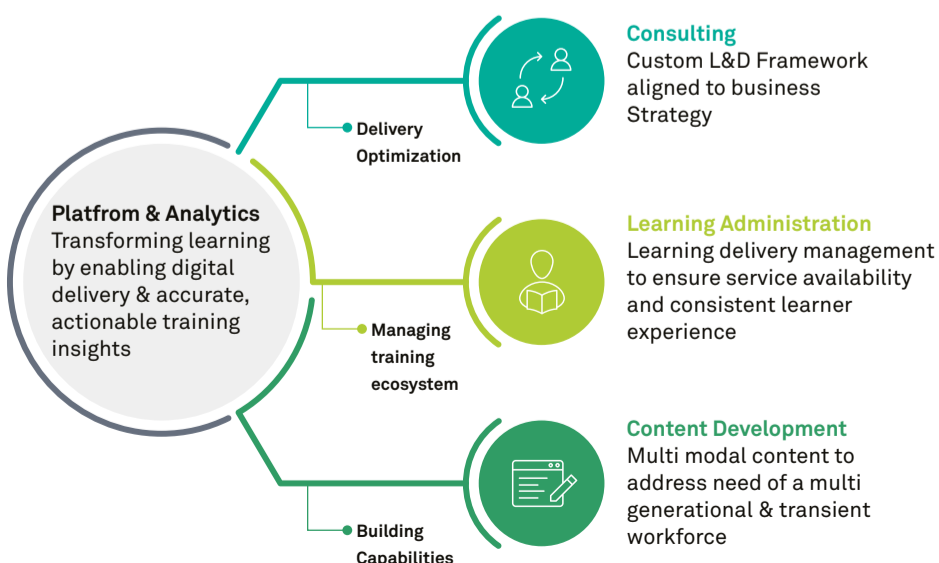 Platfrom & Analytics
Transforming learning
by enabling digital
delivery & accurate,
actionable training
insights
Delivery
Optimization
Consulting
Custom L&D Framework
aligned to business
Strategy
Managing
training
ecosystem
Learning Administration
Learning delivery management
to ensure service availability
and consistent learner
experience
Building
Capabilities
Content Development
Multi modal content to
address need of a multi
generational & transient
workforce